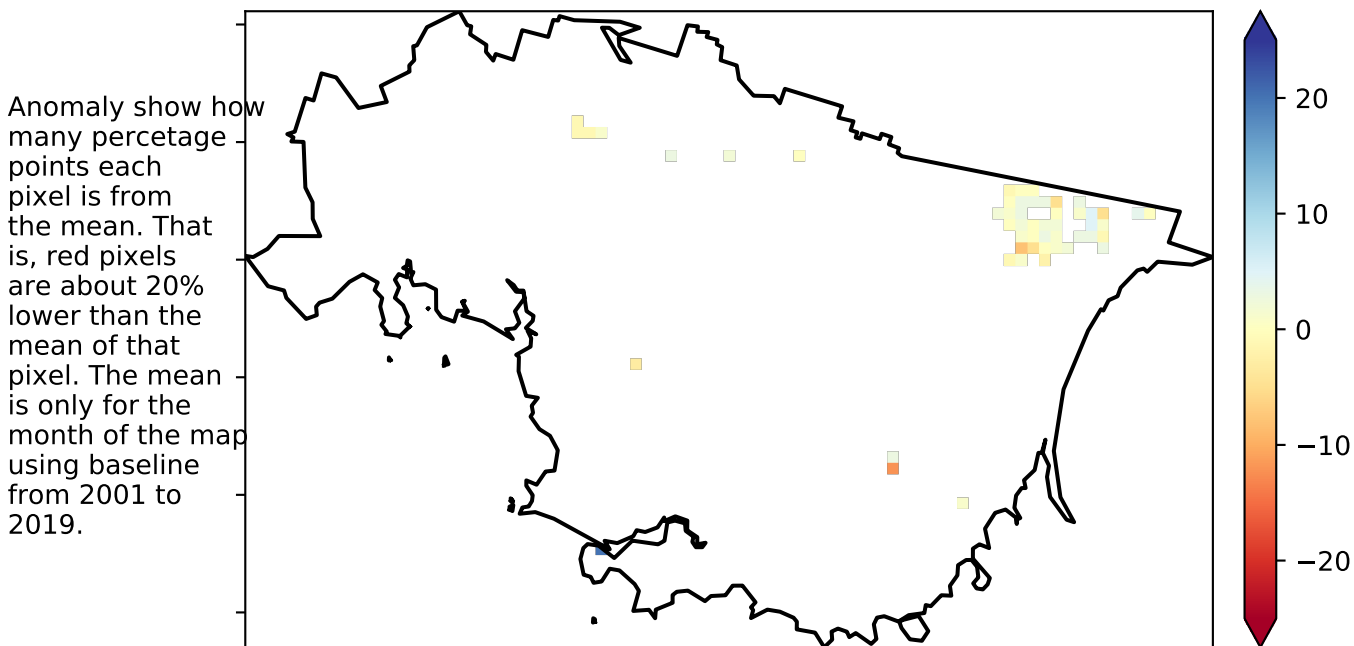 Anomaly show how
many percetage
points each
pixel is from
the mean. That
is, red pixels
are about 20%
lower than the
mean of that
pixel. The mean
is only for the
month of the map
using baseline
from 2001 to
2019.
20
10
0
−10
−20